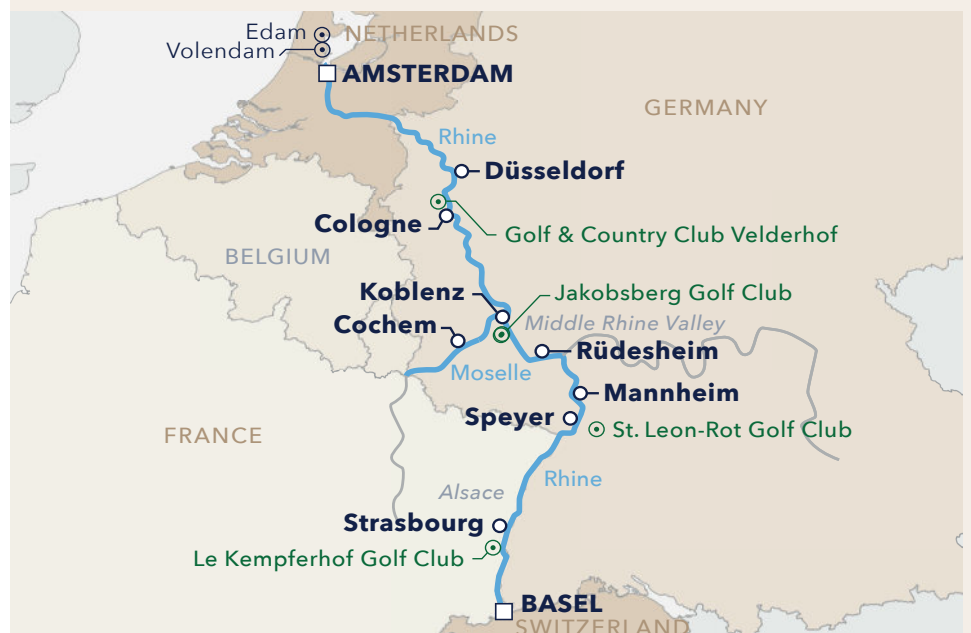 Edam
NETHERLANDS
Volendam
AMSTERDAM
GERMANY
Rhine
Düsseldorf
Cologne
Golf & Country Club Velderhof
BELGIUM
Koblenz
Jakobsberg Golf Club
Cochem
Middle Rhine Valley
Rüdesheim
Moselle
Mannheim
Speyer
St. Leon-Rot Golf Club
FRANCE
Rhine
Alsace
Strasbourg
Le Kempferhof Golf Club
BASEL
SWITZERLAND